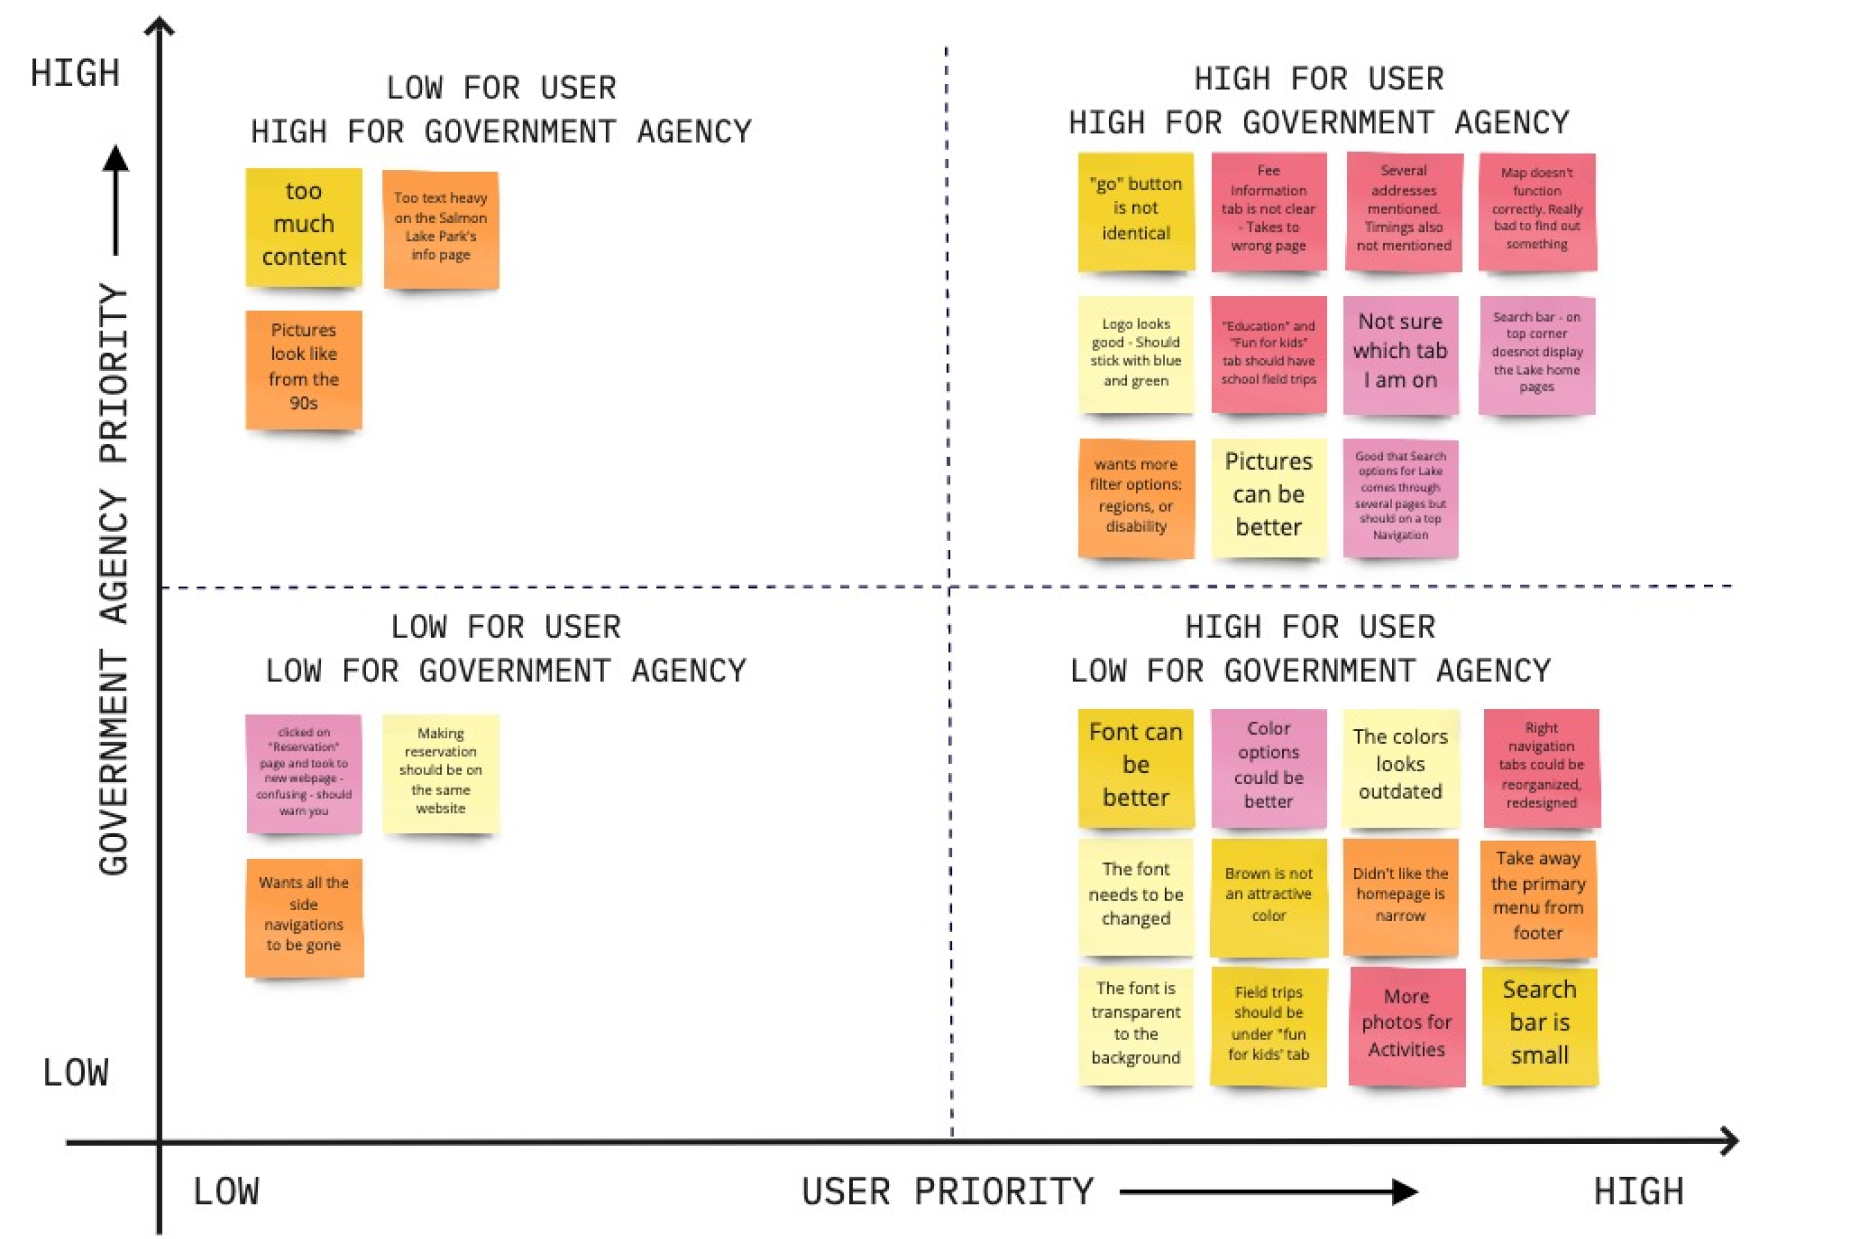 HIGH
GOVERNMENT AGENCY PRIORITY
LOW
LOW FOR USER
HIGH FOR GOVERNMENT AGENCY
too
much
content
Too text heavy
on the Salmon
Lake Park's
info page
Pictures
look like
from the
90s
HIGH FOR USER
HIGH FOR GOVERNMENT AGENCY
"go" button
is not
identical
Fee
Information
tab is not clear
- Takes to
wrong page
Several
addresses
mentioned.
Timings also
not mentioned
Map doesn't
function
correctly. Really
bad to find out
something
Logo looks
good - Should
stick with blue
and green
"Education" and
"Fun for kids"
tab should have
school field trips
Not sure
which tab
I am on
Search bar - on
top corner
doesnot display
the Lake home
pages
wants more
filter options:
regions, or
disability
Pictures
can be
better
Good that Search
options for Lake
comes through
several pages but
should on a top
Navigation
LOW FOR USER
LOW FOR GOVERNMENT AGENCY
clicked on
"Reservation"
page and took to
new webpage -
confusing - should
warn you
Making
reservation
should be on
the same
website
Wants all the
side
navigations
to be gone
HIGH FOR USER
LOW FOR GOVERNMENT AGENCY
Font can
be
better
Color
options
could be
better
The colors
looks
outdated
Right
navigation
tabs could be
reorganized,
redesigned
The font
needs to be
changed
Brown is not
an attractive
color
Didn't like the
homepage is
narrow
Take away
the primary
menu from
footer
The font is
transparent
to the
background
Field trips
should be
under "fun
for kids' tab
More
photos for
Activities
Search
bar is
small
LOW
USER PRIORITY
HIGH